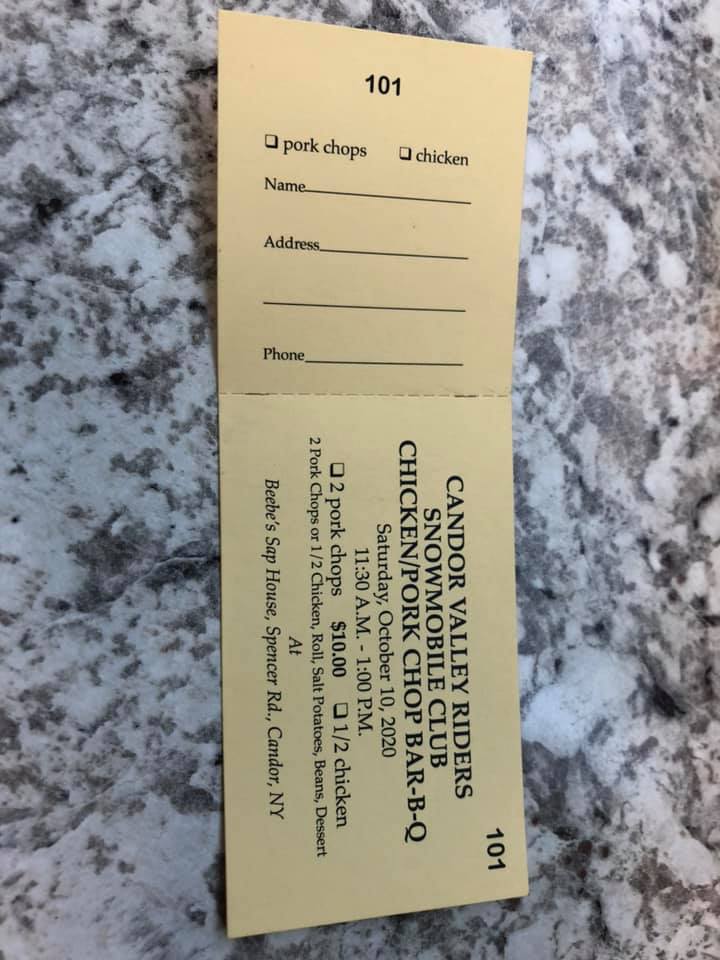 101
❏ pork chops ❏ chicken
Name
Address
Phone
101
CANDOR VALLEY RIDERS
SNOWMOBILE CLUB
CHICKEN/PORK CHOP BAR-B-Q
Saturday, October 10, 2020
11:30 A.M. - 1:00 P.M.
❏ 2 pork chops $10.00 ❏ 1/2 chicken
2 Pork Chops or 1/2 Chicken, Roll, Salt Potatoes, Beans, Dessert
At
Beebe's Sap House, Spencer Rd., Candor, NY